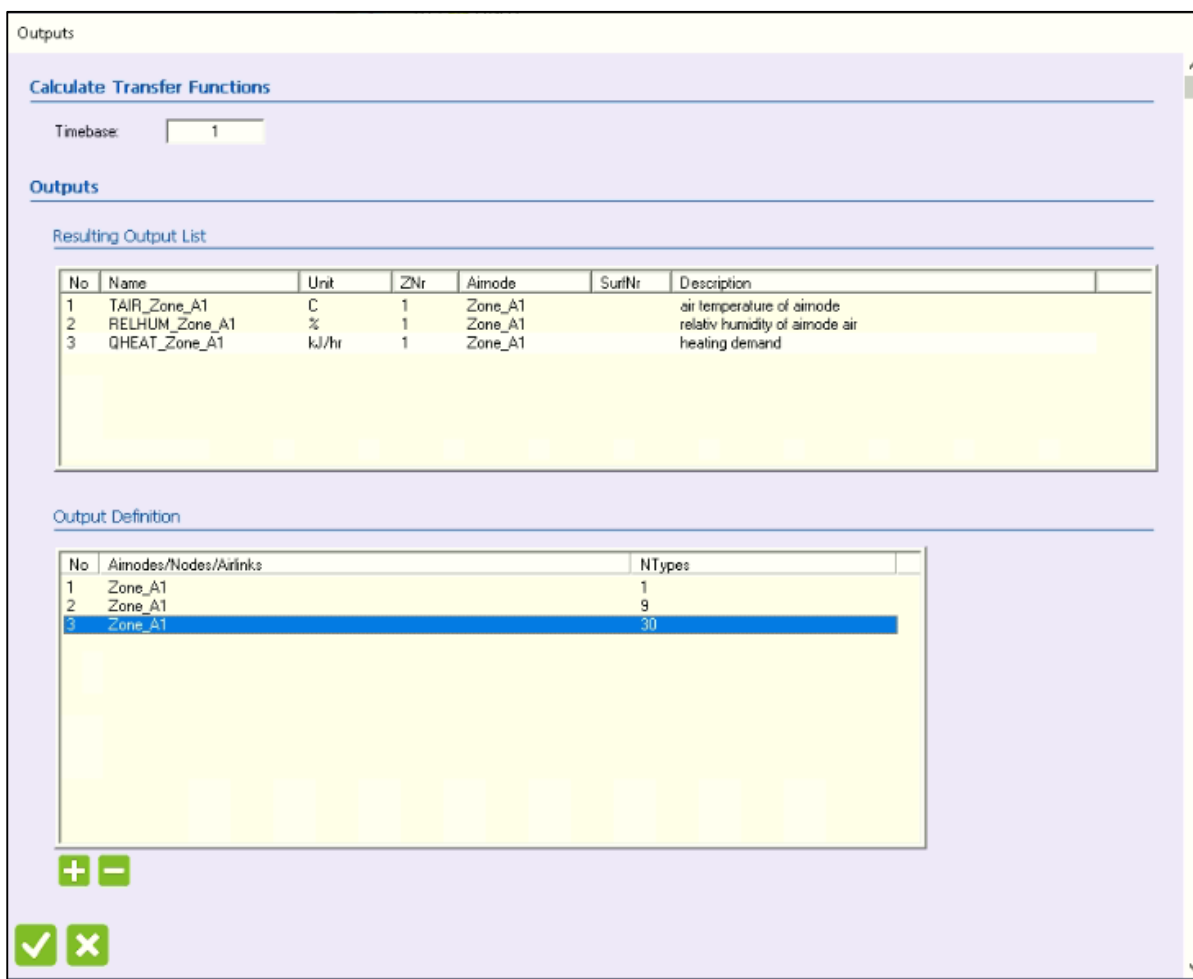 Outputs
Calculate Transfer Functions
Timebase: 1
Outputs
Resulting Output List
No Name Unit ZNr Airnode SurfNr Description
1 TAIR_Zone_A1 C 1 Zone_A1 air temperature of airnode
2 RELHUM_Zone_A1 % 1 Zone_A1 relativ humidity of airnode air
3 QHEAT_Zone_A1 kJ/hr 1 Zone_A1 heating demand
Output Definition
No Airnodes/Nodes/Airlinks NTypes
1 Zone_A1 1
2 Zone_A1 9
3 Zone_A1 30